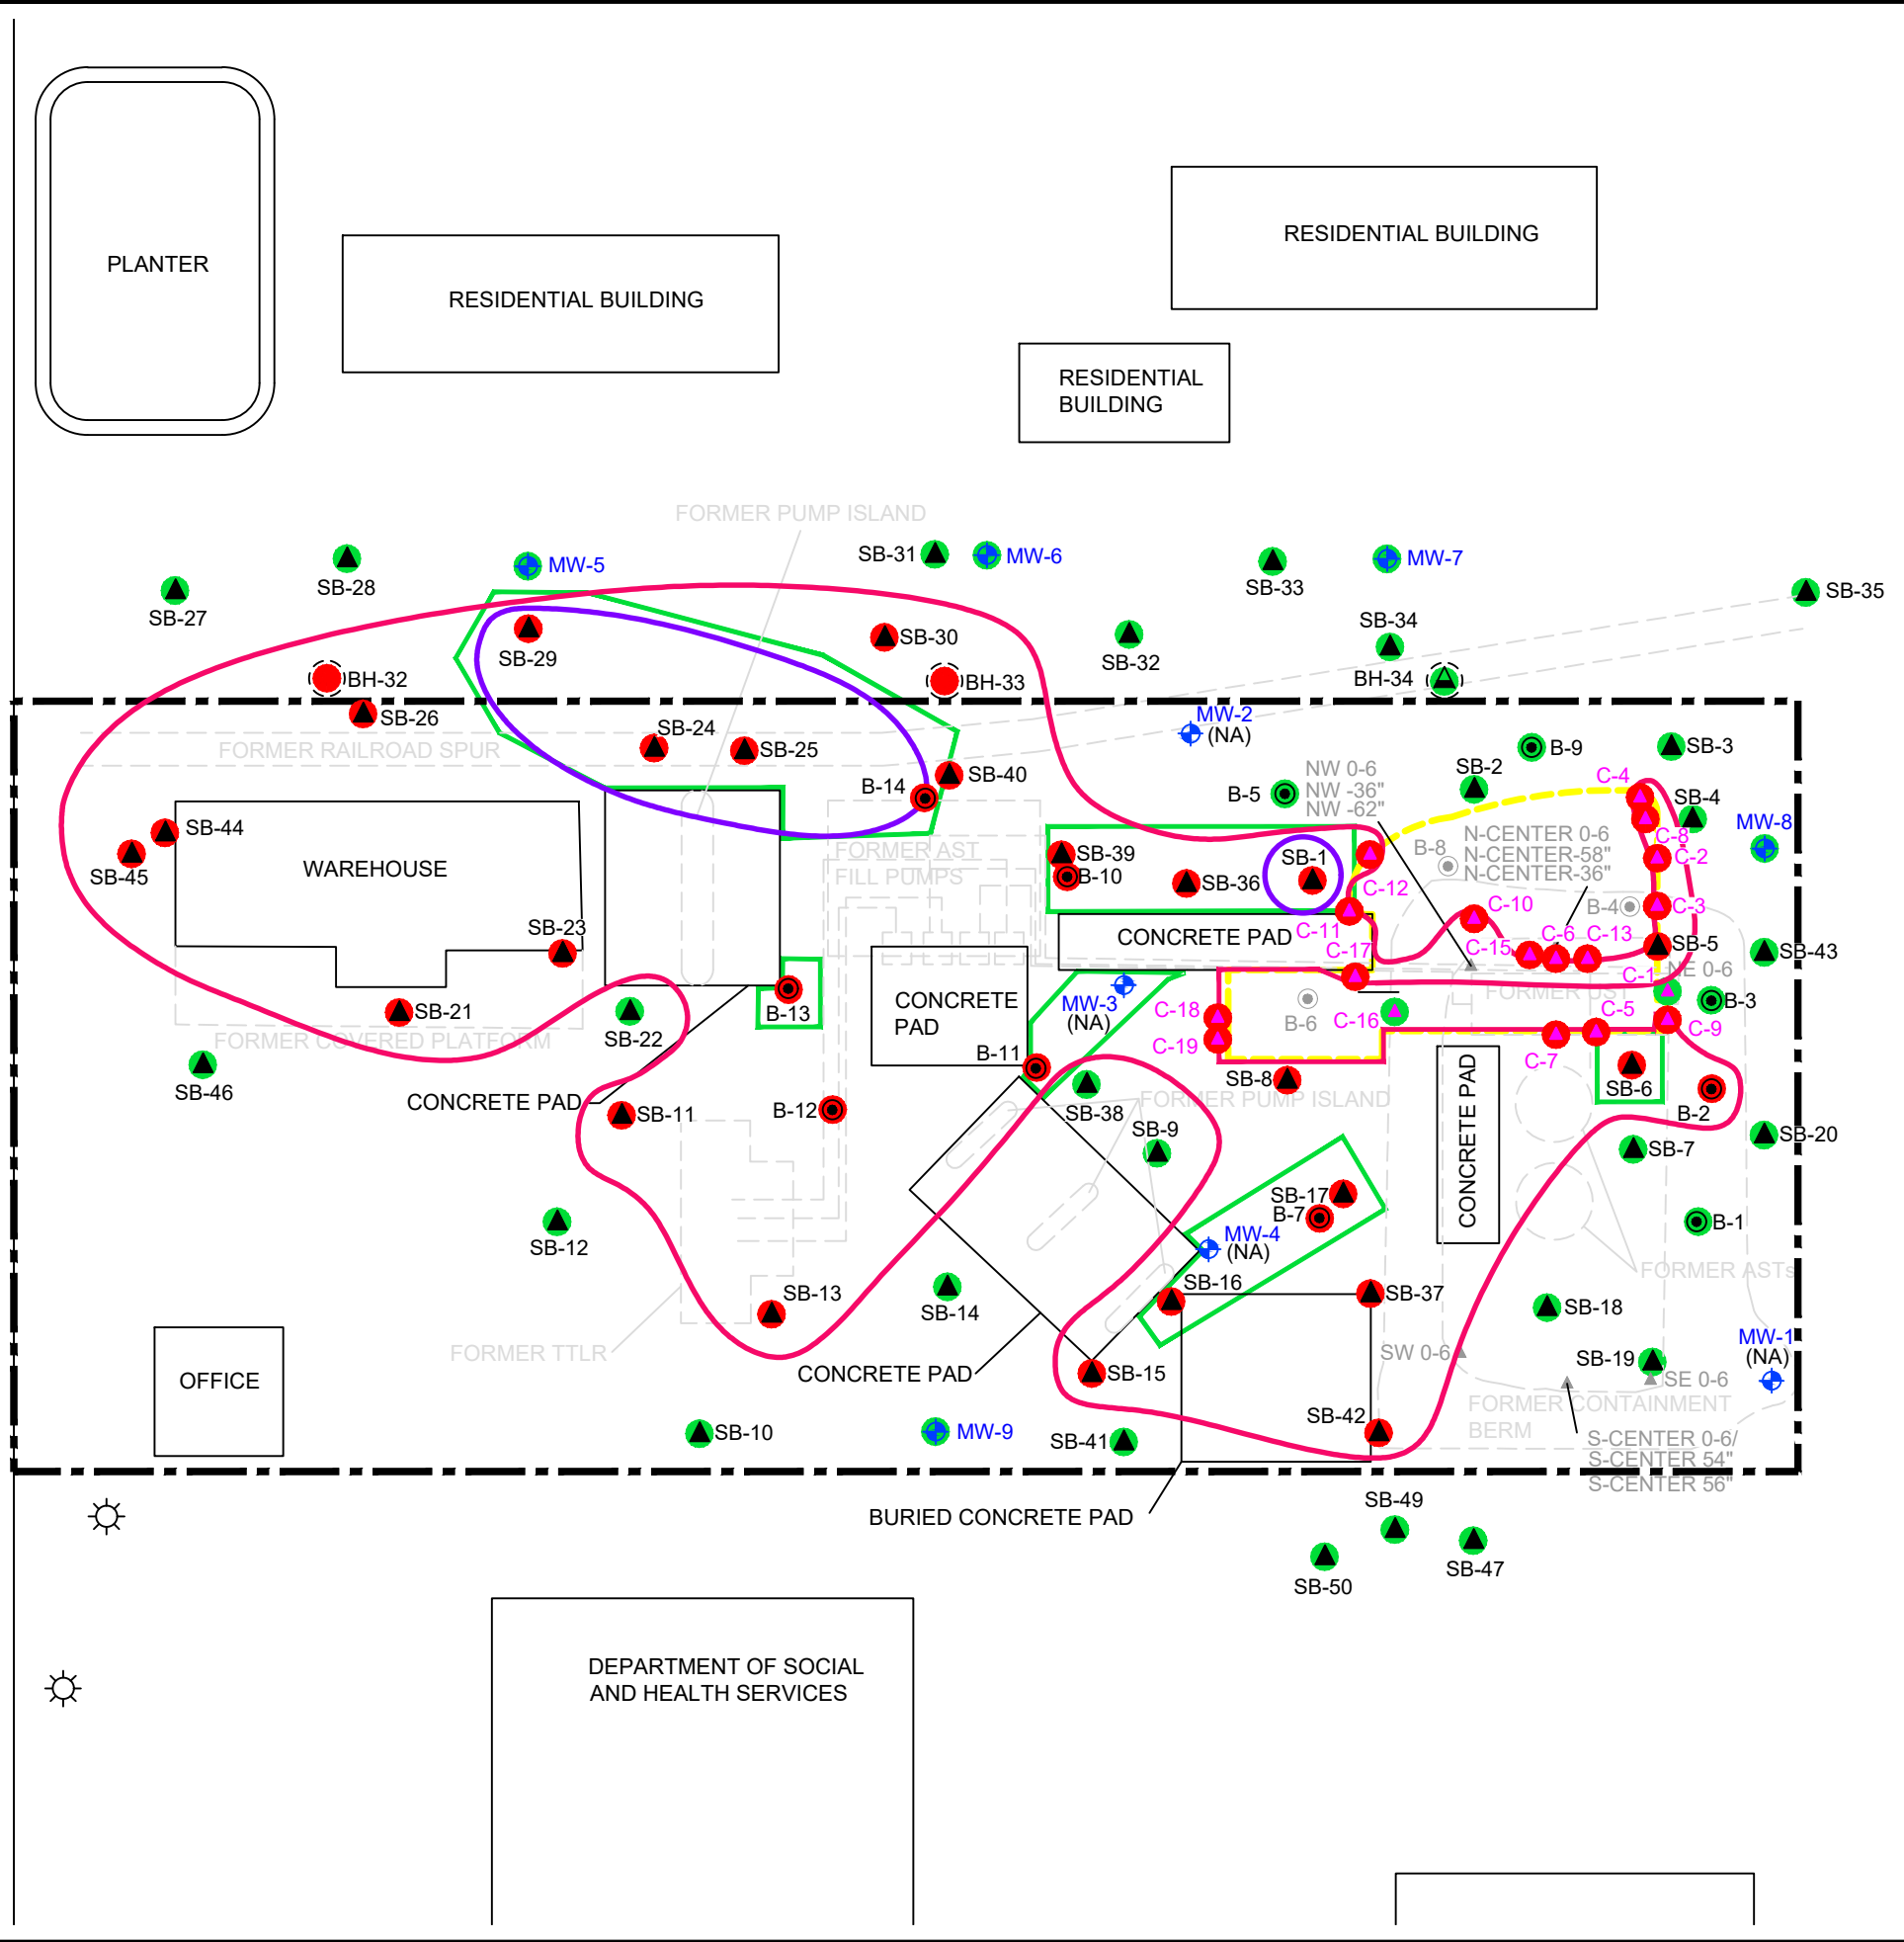 PLANTER
RESIDENTIAL BUILDING
RESIDENTIAL BUILDING
RESIDENTIAL
BUILDING
FORMER PUMP ISLAND
SB-28
SB-27
MW-5
SB-31
MW-6
SB-33
MW-7
SB-35
SB-34
SB-29
SB-30
SB-32
BH-32
BH-33
BH-34
SB-26
MW-2
(NA)
FORMER RAILROAD SPUR
SB-24
SB-25
SB-40
B-14
B-5
NW 0-6
NW -36"
NW -62"
SB-2
B-9
SB-3
C-4
SB-4
MW-8
SB-44
SB-45
WAREHOUSE
FORMER AST
FILL PUMPS
SB-39
B-10
SB-36
SB-1
C-12
B-8
N-CENTER 0-6
N-CENTER-58"
N-CENTER-36"
C-8
C-2
B-4
C-3
C-10
C-11
C-17
CONCRETE PAD
C-15
C-6
C-13
SB-5
SB-43
SB-23
C-1
NE 0-6
FORMER UST
B-3
SB-21
FORMER COVERED PLATFORM
SB-22
B-13
CONCRETE
PAD
MW-3
(NA)
C-18
C-19
B-6
C-16
C-5
C-9
C-7
B-11
SB-46
CONCRETE PAD
SB-11
B-12
SB-38
SB-8
FORMER PUMP ISLAND
CONCRETE PAD
SB-6
B-2
SB-20
SB-9
SB-7
SB-12
SB-17
B-7
MW-4
(NA)
B-1
FORMER ASTs
SB-13
SB-14
SB-16
SB-37
SB-18
FORMER TTLR
OFFICE
CONCRETE PAD
SB-15
SW 0-6
SB-19
SE 0-6
MW-1
(NA)
FORMER CONTAINMENT
BERM
SB-10
MW-9
SB-41
SB-42
S-CENTER 0-6/
S-CENTER 54"
S-CENTER 56"
BURIED CONCRETE PAD
SB-49
SB-47
SB-50
DEPARTMENT OF SOCIAL
AND HEALTH SERVICES